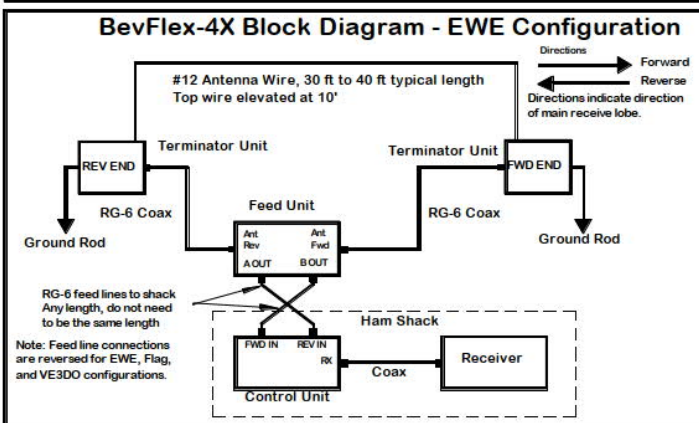 BevFlex-4X Block Diagram - EWE Configuration
Directions
Forward
Reverse
Directions indicate direction
of main receive lobe.
#12 Antenna Wire, 30 ft to 40 ft typical length
Top wire elevated at 10'
Terminator Unit
Terminator Unit
REV END
FWD END
RG-6 Coax
Feed Unit
RG-6 Coax
Ground Rod
Ground Rod
Ant
Rev
Ant
Fwd
A OUT
B OUT
RG-6 feed lines to shack
Any length, do not need
to be the same length
Note: Feed line connections
are reversed for EWE, Flag,
and VE3DO configurations.
Ham Shack
FWD IN
REV IN
RX
Coax
Receiver
Control Unit